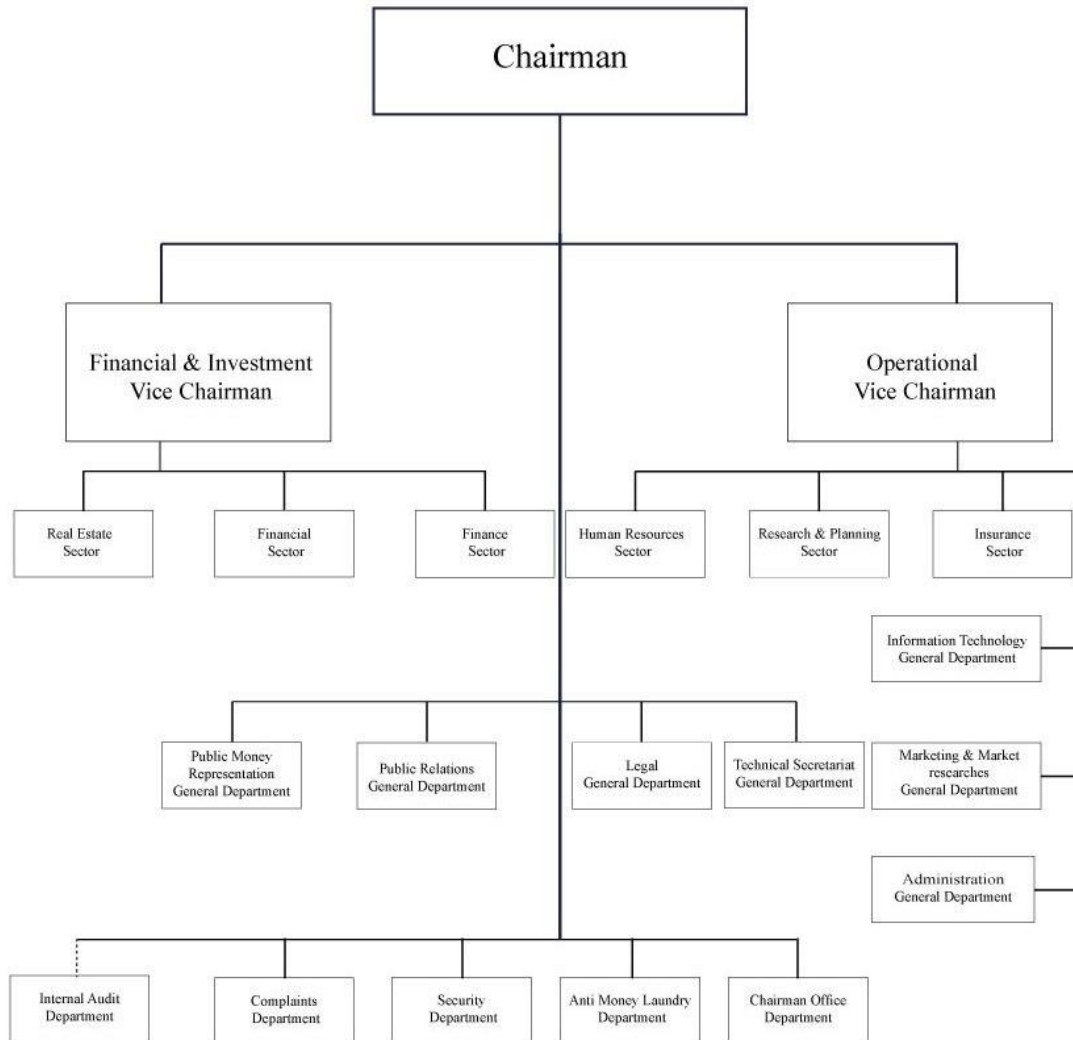 Chairman
Financial & Investment
Vice Chairman
Operational
Vice Chairman
Real Estate
Sector
Financial
Sector
Finance
Sector
Human Resources
Sector
Research & Planning
Sector
Insurance
Sector
Information Technology
General Department
Public Money
Representation
General Department
Public Relations
General Department
Legal
General Department
Technical Secretariat
General Department
Marketing & Market
researches
General Department
Administration
General Department
Internal Audit
Department
Complaints
Department
Security
Department
Anti Money Laundry
Department
Chairman Office
Department